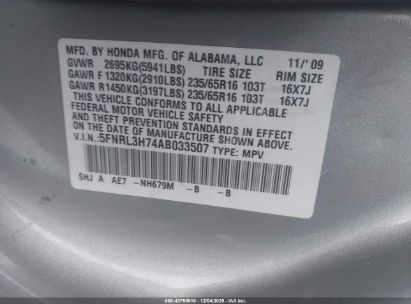 MFD. BY HONDA MFG. OF ALABAMA, LLC 11/'09
GVWR 2695KG(5941LBS) TIRE SIZE RIM SIZE
GAWR F 1320KG(2910LBS) 235/65R16 103T 16X7J
GAWR R1450KG(3197LBS) 235/65R16 103T 16X7J
THIS VEHICLE CONFORMS TO ALL APPLICABLE
FEDERAL MOTOR VEHICLE SAFETY AND THEFT
PREVENTION STANDARDS IN EFFECT ON THE DATE
OF MANUFACTURE SHOWN ABOVE.
V.I.N.:5FNRL3H74AB033507 TYPE: MPV
SHJ A AE7 -NH679M -B -B